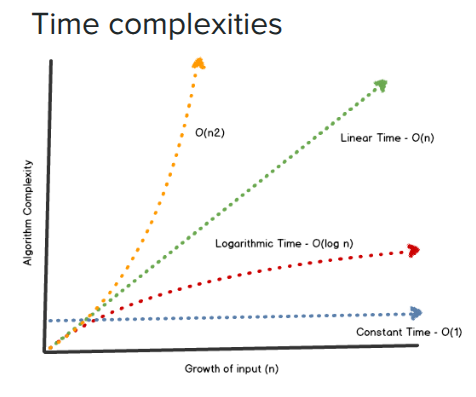 Time complexities
O(n2)
Linear Time - O(n)
Algorithm Complexity
Logarithmic Time - O(log n)
Constant Time - O(1)
Growth of input (n)